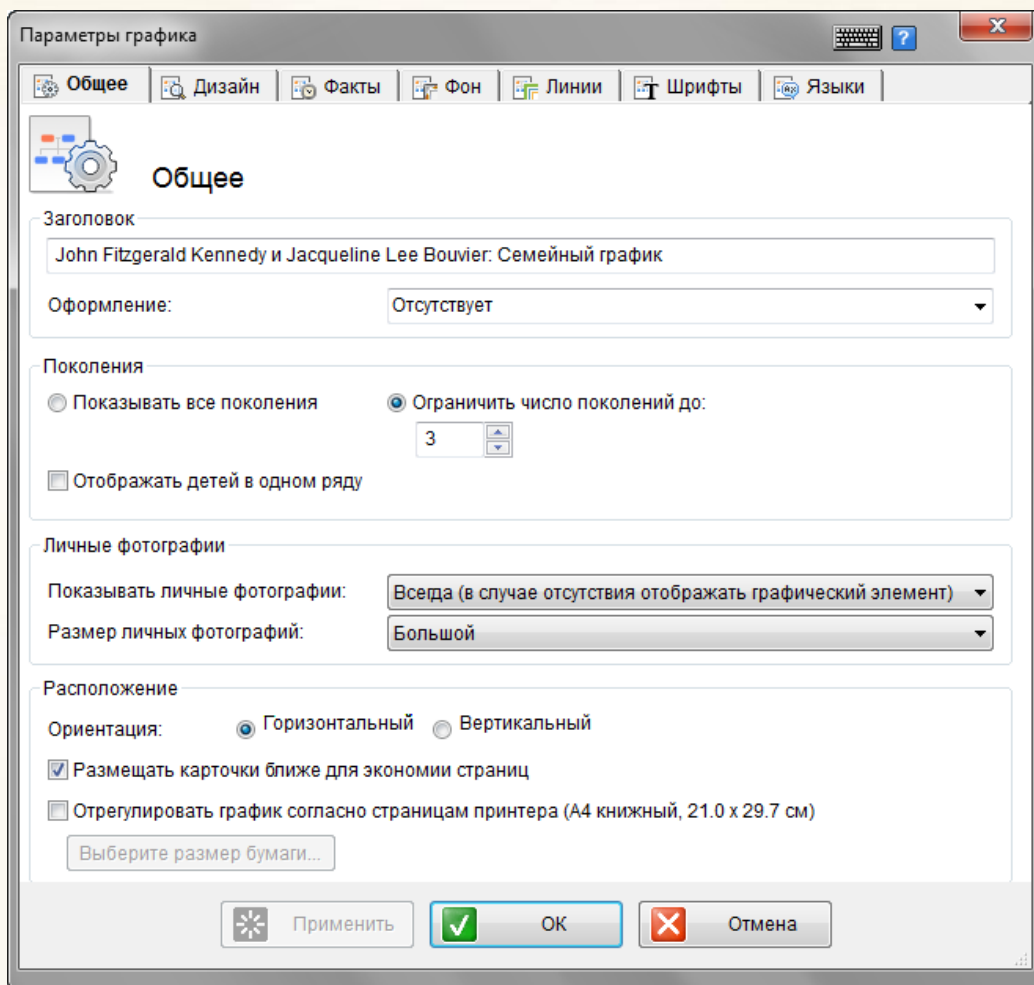 Параметры графика
?
Общее Дизайн Факты Фон Линии Шрифты Языки
Общее
Заголовок
John Fitzgerald Kennedy и Jacqueline Lee Bouvier: Семейный график
Оформление: Отсутствует
Поколения
Показывать все поколения Ограничить число поколений до:
3
Отображать детей в одном ряду
Личные фотографии
Показывать личные фотографии: Всегда (в случае отсутствия отображать графический элемент)
Размер личных фотографий: Большой
Расположение
Ориентация: Горизонтальный Вертикальный
Размещать карточки ближе для экономии страниц
Отрегулировать график согласно страницам принтера (A4 книжный, 21.0 x 29.7 см)
Выберите размер бумаги...
Применить OK Отмена